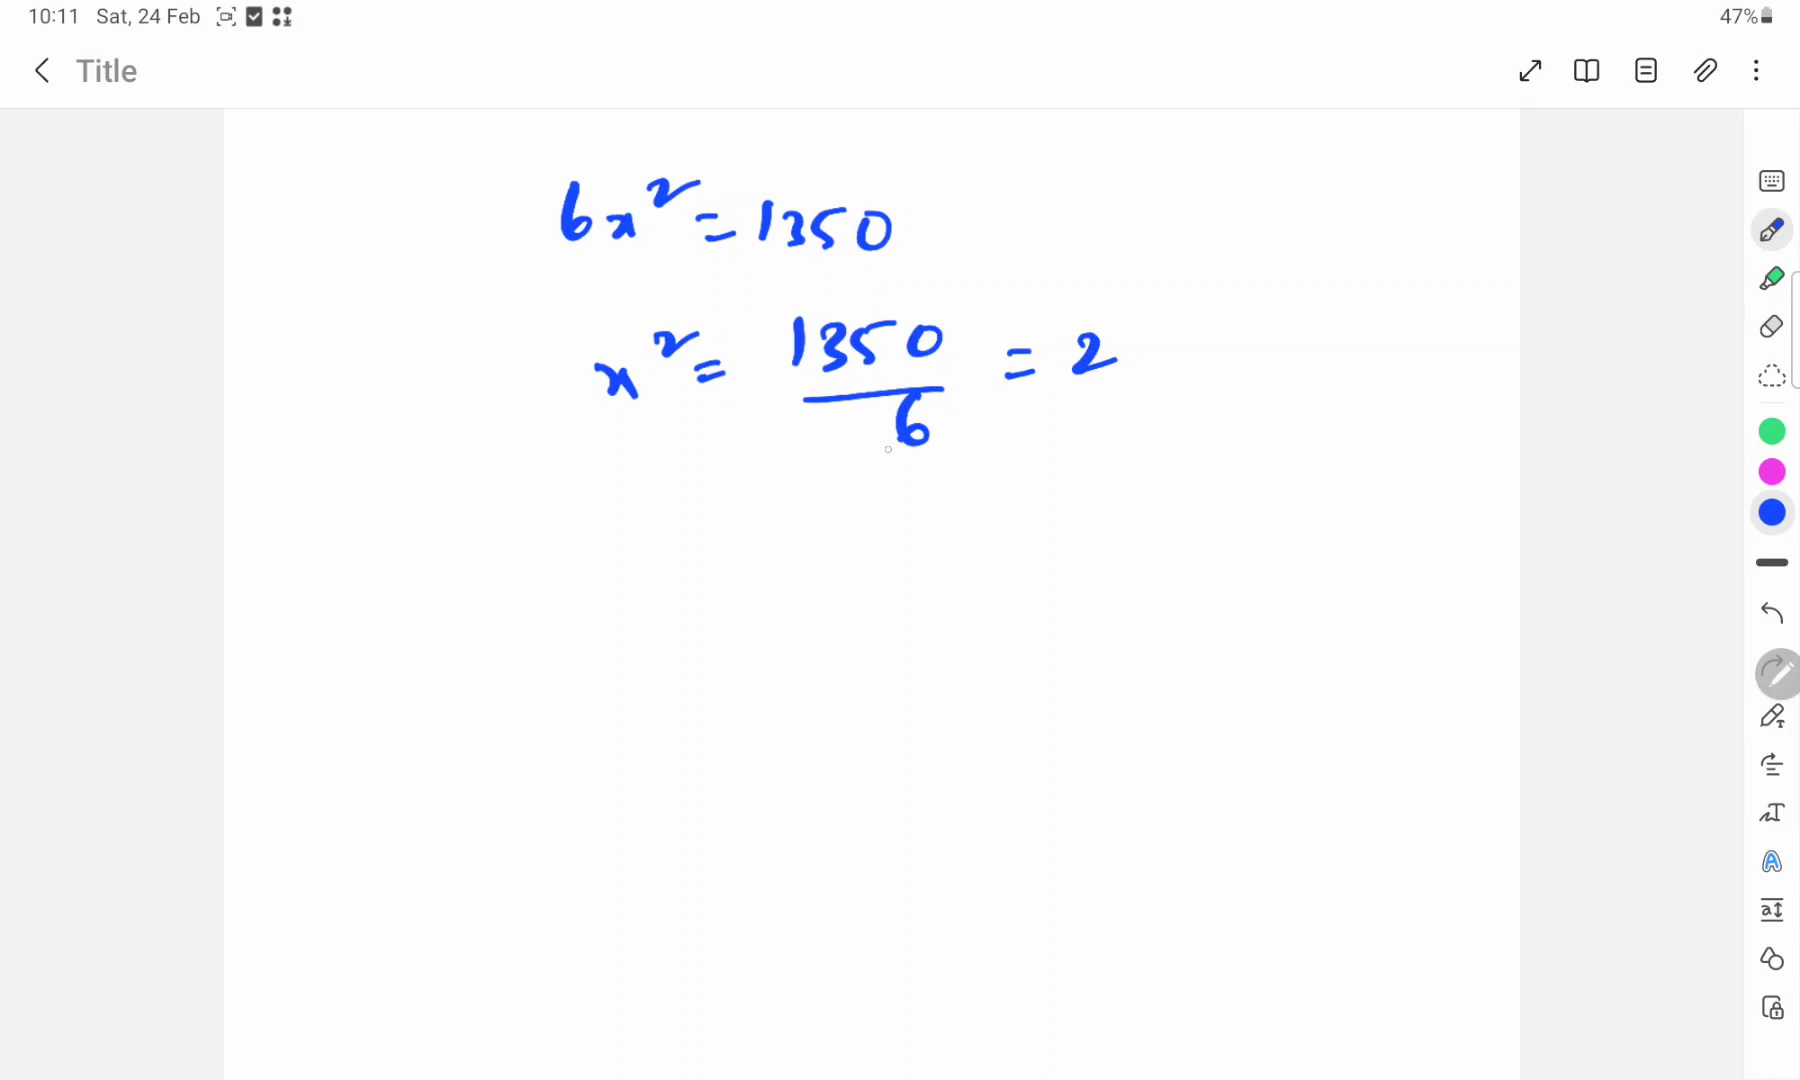 10:11 Sat, 24 Feb 47%
Title
6x² = 1350
x² = 1350/6 = 2